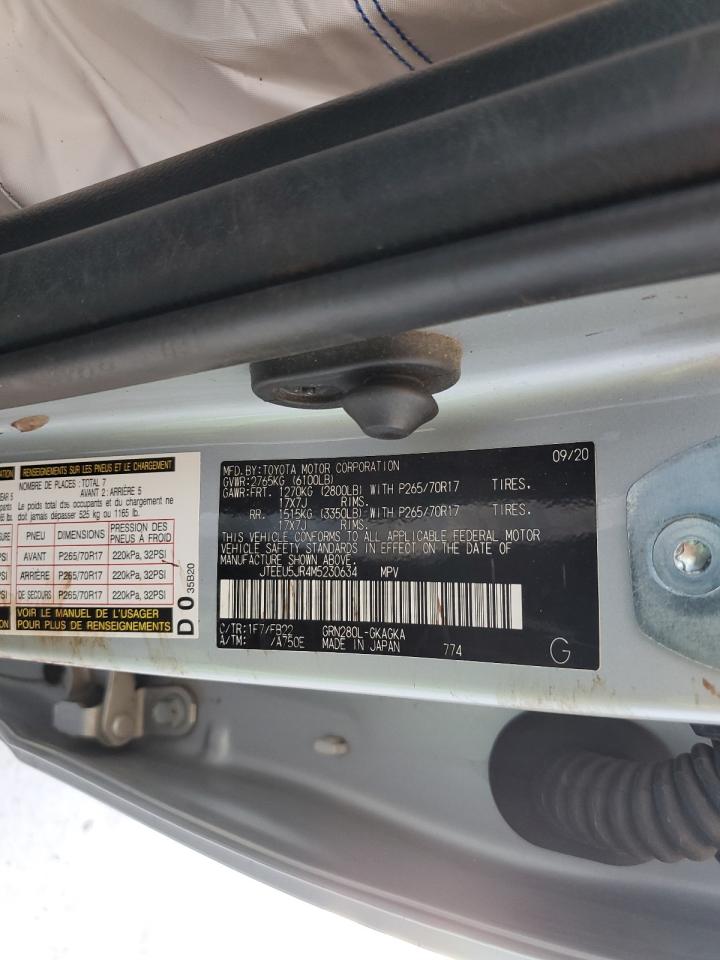 RENSEIGNEMENTS SUR LES PNEUS ET LE CHARGEMENT
NOMBRE DE PLACES: TOTAL 7
AVANT 2: ARRIÈRE 5
Le poids total des occupants et du chargement ne
doit jamais dépasser 525 kg ou 1165 lb.
PNEU DIMENSIONS PRESSION DES PNEUS À FROID
AVANT P265/70R17 220kPa, 32PSI
ARRIÈRE P265/70R17 220kPa, 32PSI
DE SECOURS P265/70R17 220kPa, 32PSI
VOIR LE MANUEL DE L'USAGER
POUR PLUS DE RENSEIGNEMENTS
D 0 35B20
MFD.BY:TOYOTA MOTOR CORPORATION 09/20
GVWR:2765KG (6100LB)
GAWR:FRT. 1270KG (2800LB) WITH P265/70R17 TIRES.
17X7J RIMS.
RR. 1515KG (3350LB) WITH P265/70R17 TIRES.
17X7J RIMS.
THIS VEHICLE CONFORMS TO ALL APPLICABLE FEDERAL MOTOR
VEHICLE SAFETY STANDARDS IN EFFECT ON THE DATE OF
MANUFACTURE SHOWN ABOVE.
JTEEU5JR4M5230634 MPV
C/TR:1F7/FB22 GRN280L-GKAGKA
A/TM: /A750E MADE IN JAPAN 774
G